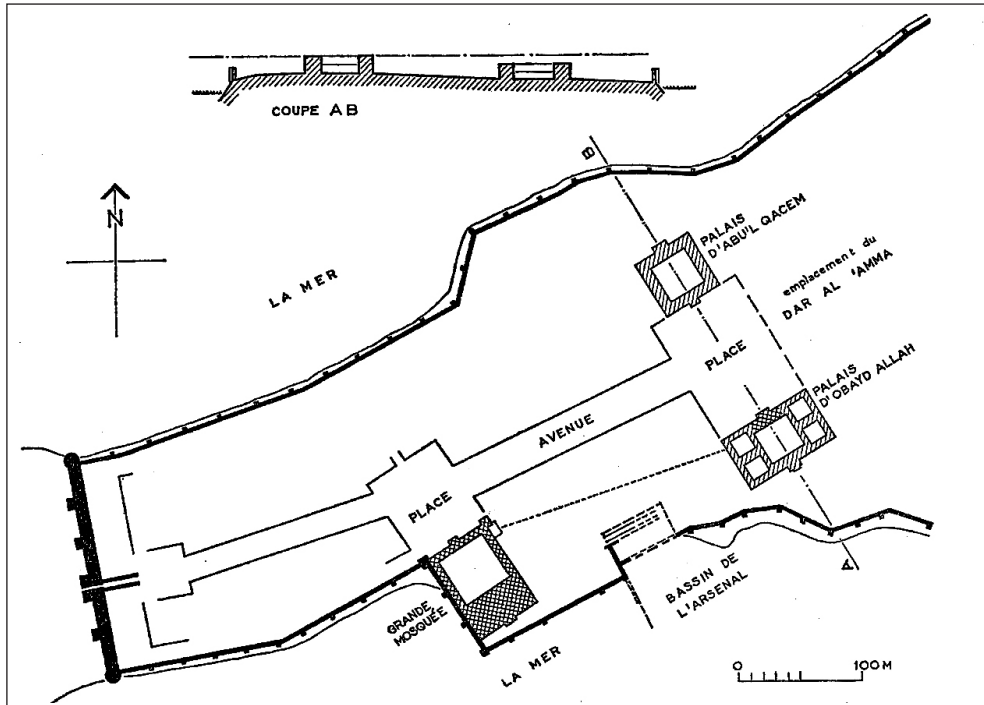 COUPE AB
B
N
PALAIS
D'ABU'L QACEM
LA MER
emplacement du
DAR AL 'AMMA
PLACE
PALAIS
D'OBAYD ALLAH
AVENUE
PLACE
A
BASSIN DE
L'ARSENAL
GRANDE
MOSQUÉE
LA MER
0 100 M